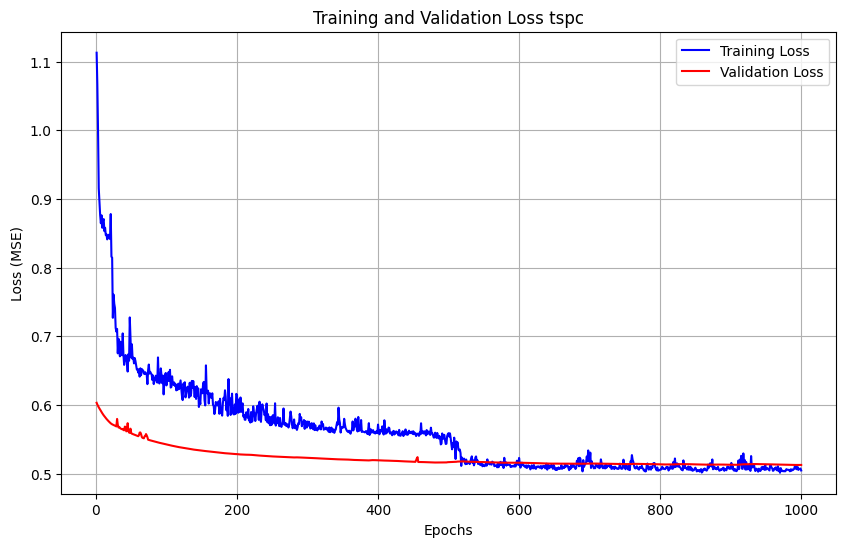 Training and Validation Loss tspc
Training Loss
Validation Loss
Loss (MSE)
1.1
1.0
0.9
0.8
0.7
0.6
0.5
0 200 400 600 800 1000
Epochs